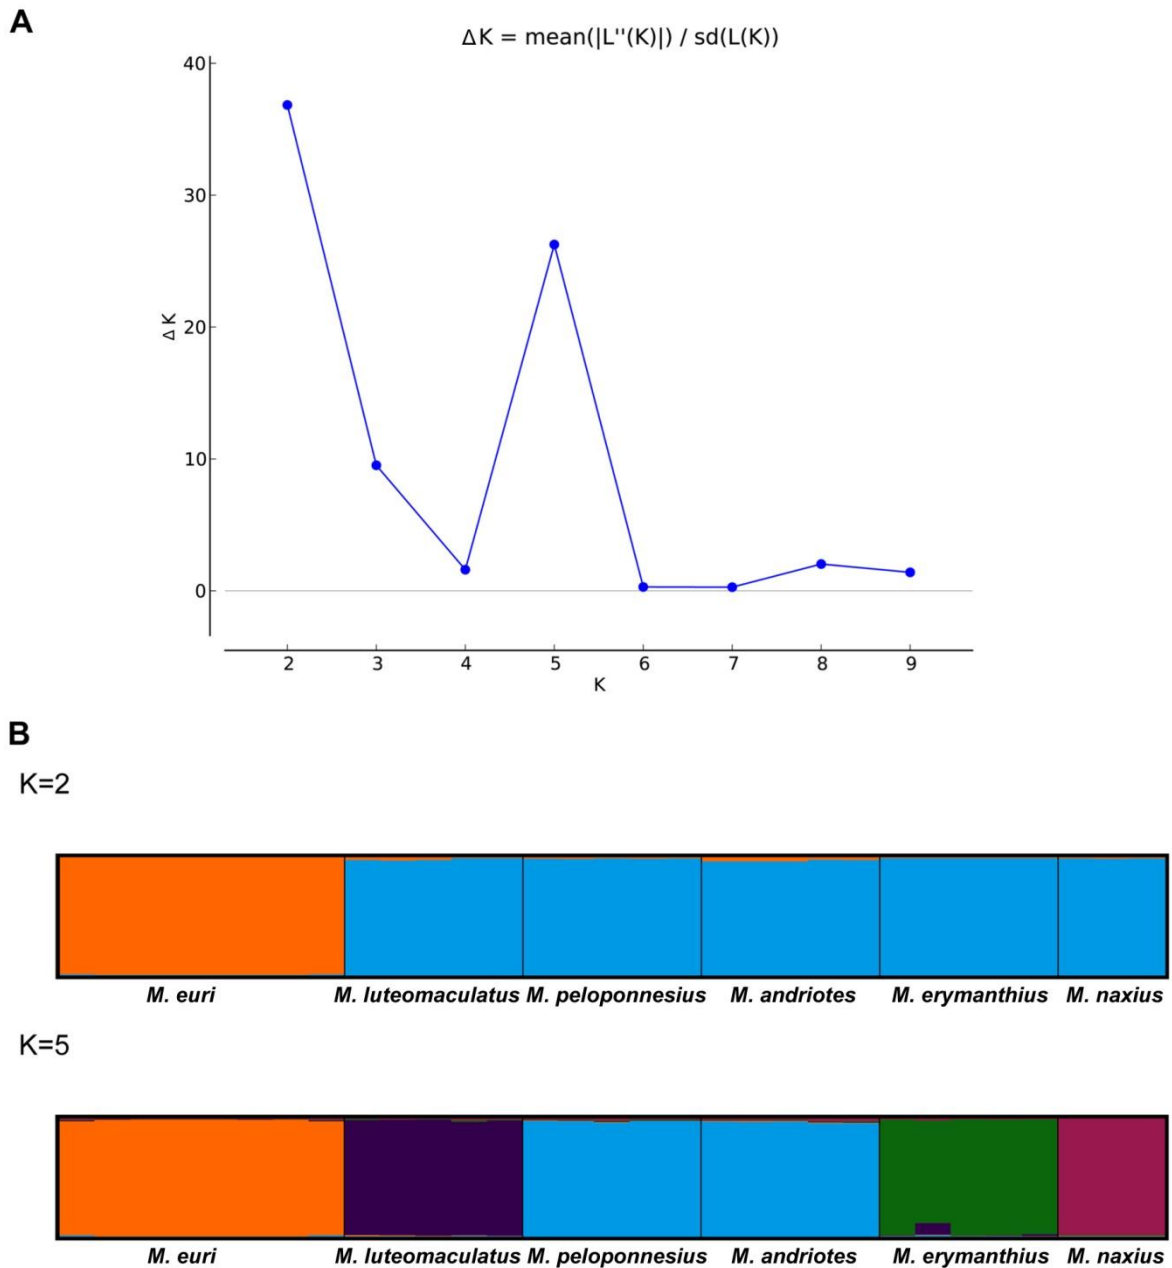 A
ΔK = mean(|L''(K)|) / sd(L(K))
40
30
20
10
0
Δ K
2 3 4 5 6 7 8 9
K
B
K=2
M. euri M. luteomaculatus M. peloponnesius M. andriotes M. erymanthius M. naxius
K=5
M. euri M. luteomaculatus M. peloponnesius M. andriotes M. erymanthius M. naxius